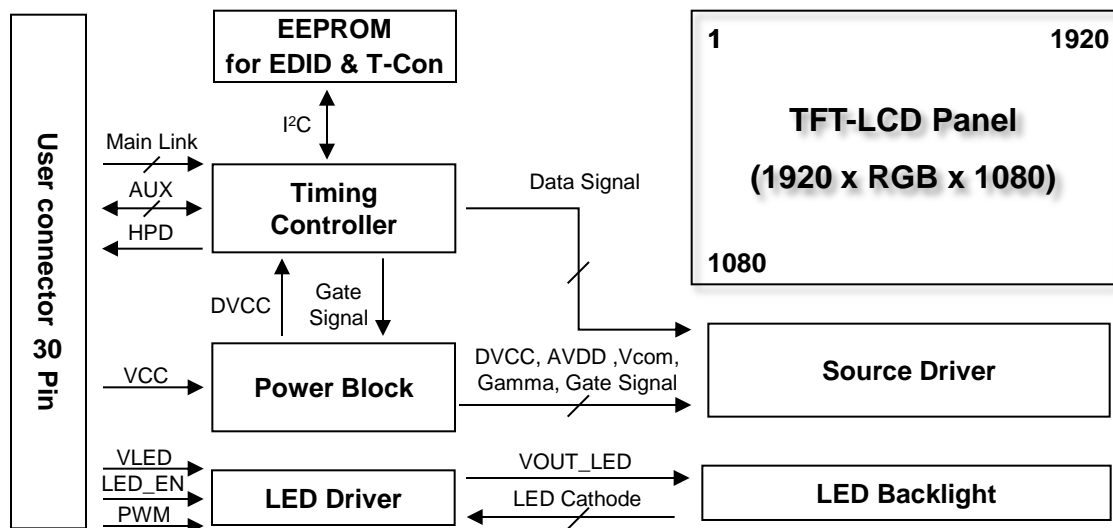 EEPROM
for EDID & T-Con
1
1920
TFT-LCD Panel
(1920 x RGB x 1080)
1080
User connector 30 Pin
I²C
Main Link
AUX
HPD
Timing
Controller
Data Signal
DVCC
Gate
Signal
VCC
Power Block
DVCC, AVDD ,Vcom,
Gamma, Gate Signal
Source Driver
VLED
LED_EN
PWM
LED Driver
VOUT_LED
LED Cathode
LED Backlight